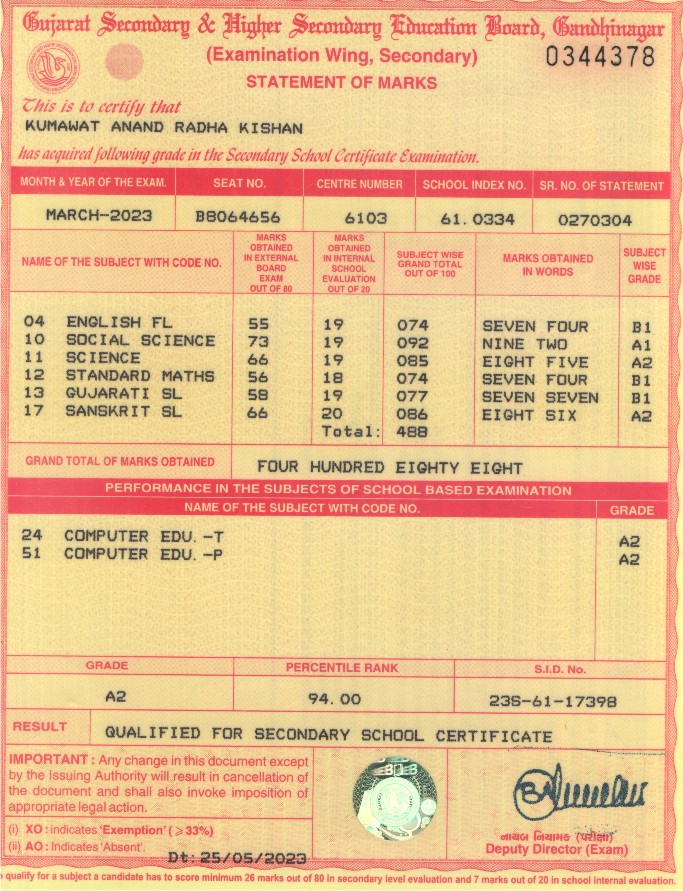 Gujarat Secondary & Higher Secondary Education Board, Gandhinagar
(Examination Wing, Secondary)
0344378
STATEMENT OF MARKS
This is to certify that
KUMAWAT ANAND RADHA KISHAN
has acquired following grade in the Secondary School Certificate Examination.
MONTH & YEAR OF THE EXAM. SEAT NO. CENTRE NUMBER SCHOOL INDEX NO. SR. NO. OF STATEMENT
MARCH-2023 B8064656 6103 61.0334 0270304
NAME OF THE SUBJECT WITH CODE NO. MARKS OBTAINED IN EXTERNAL BOARD EXAM OUT OF 80 MARKS OBTAINED IN INTERNAL SCHOOL EVALUATION OUT OF 20 SUBJECT WISE GRAND TOTAL OUT OF 100 MARKS OBTAINED IN WORDS SUBJECT WISE GRADE
04 ENGLISH FL 55 19 074 SEVEN FOUR B1
10 SOCIAL SCIENCE 73 19 092 NINE TWO A1
11 SCIENCE 66 19 085 EIGHT FIVE A2
12 STANDARD MATHS 56 18 074 SEVEN FOUR B1
13 GUJARATI SL 58 19 077 SEVEN SEVEN B1
17 SANSKRIT SL 66 20 086 EIGHT SIX A2
Total: 488
GRAND TOTAL OF MARKS OBTAINED FOUR HUNDRED EIGHTY EIGHT
PERFORMANCE IN THE SUBJECTS OF SCHOOL BASED EXAMINATION
NAME OF THE SUBJECT WITH CODE NO. GRADE
24 COMPUTER EDU.-T A2
51 COMPUTER EDU.-P A2
GRADE PERCENTILE RANK S.I.D. No.
A2 94.00 23S-61-17398
RESULT QUALIFIED FOR SECONDARY SCHOOL CERTIFICATE
IMPORTANT : Any change in this document except
by the Issuing Authority will result in cancellation of
the document and shall also invoke imposition of
appropriate legal action.
(i) XO : indicates 'Exemption' (≥33%)
(ii) AO : Indicates 'Absent'.
Dt: 25/05/2023
નાયબ નિયામક (પરીક્ષા)
Deputy Director (Exam)
qualify for a subject a candidate has to score minimum 26 marks out of 80 in secondary level evaluation and 7 marks out of 20 in school internal evaluation.